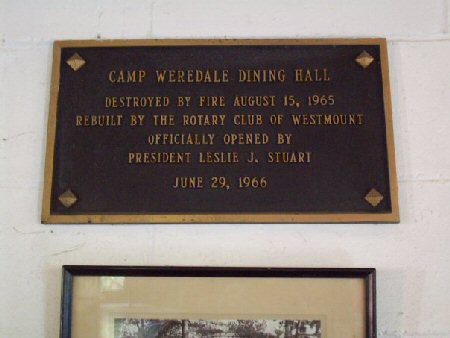 CAMP WEREDALE DINING HALL
DESTROYED BY FIRE AUGUST 15, 1965
REBUILT BY THE ROTARY CLUB OF WESTMOUNT
OFFICIALLY OPENED BY
PRESIDENT LESLIE J. STUART
JUNE 29, 1966